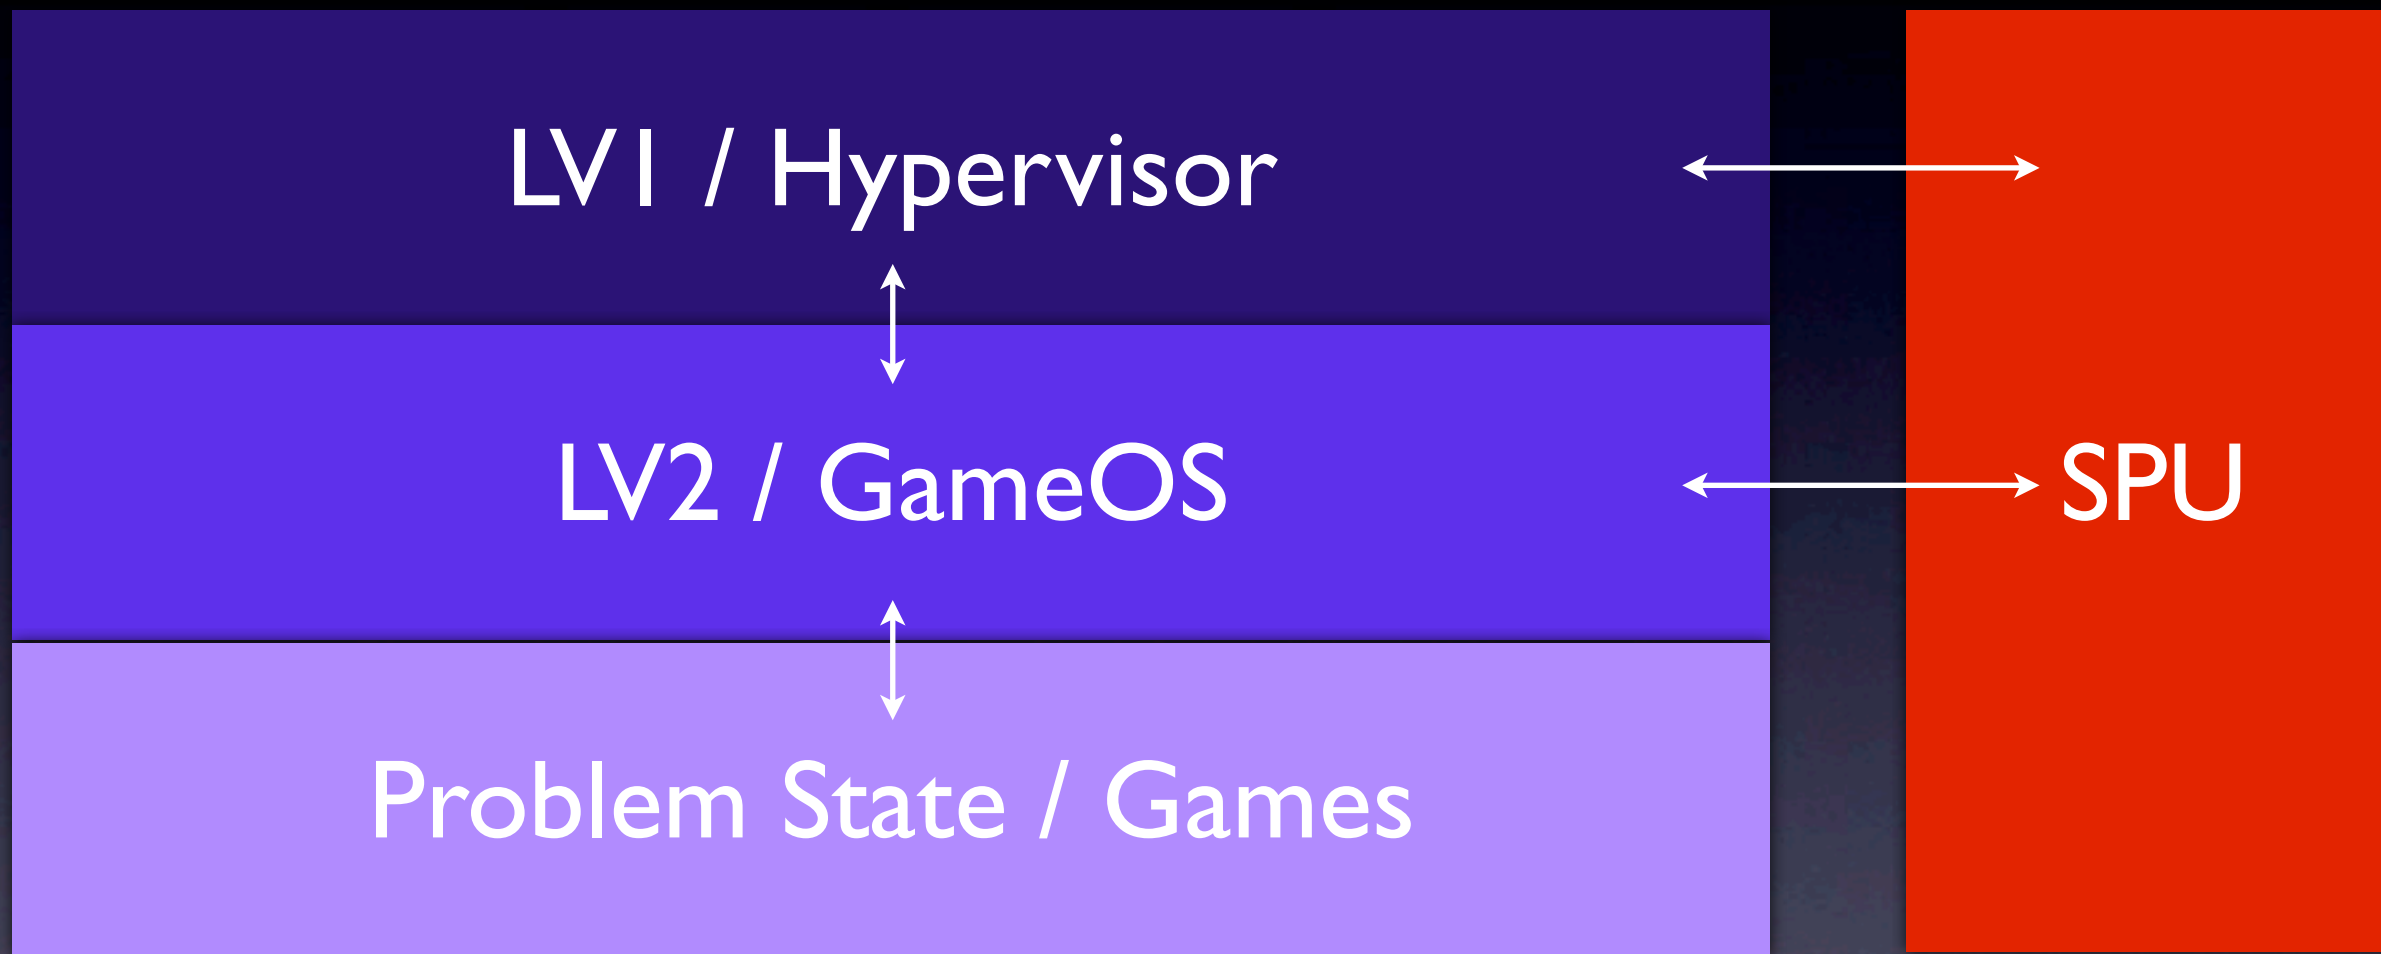 LV1 / Hypervisor
LV2 / GameOS
SPU
Problem State / Games